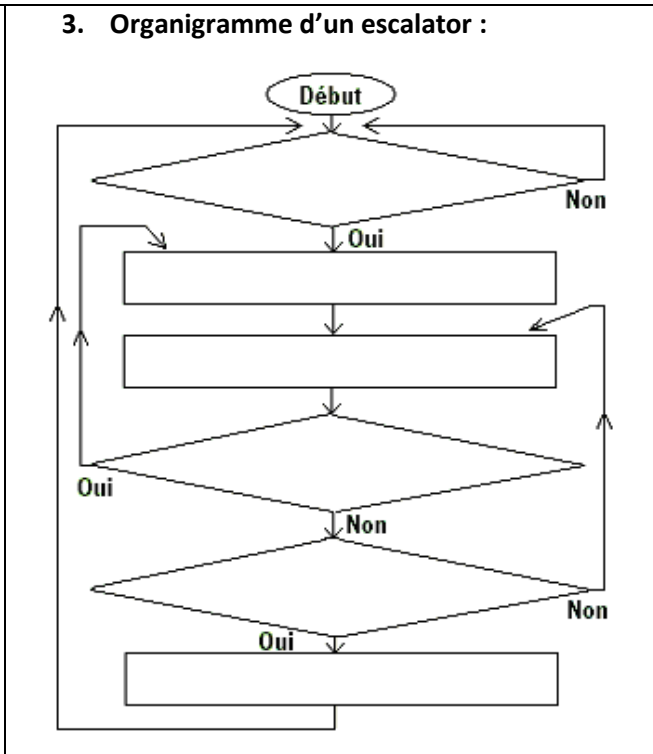 3. Organigramme d’un escalator :
Début
Non
Oui
Oui
Non
Non
Oui